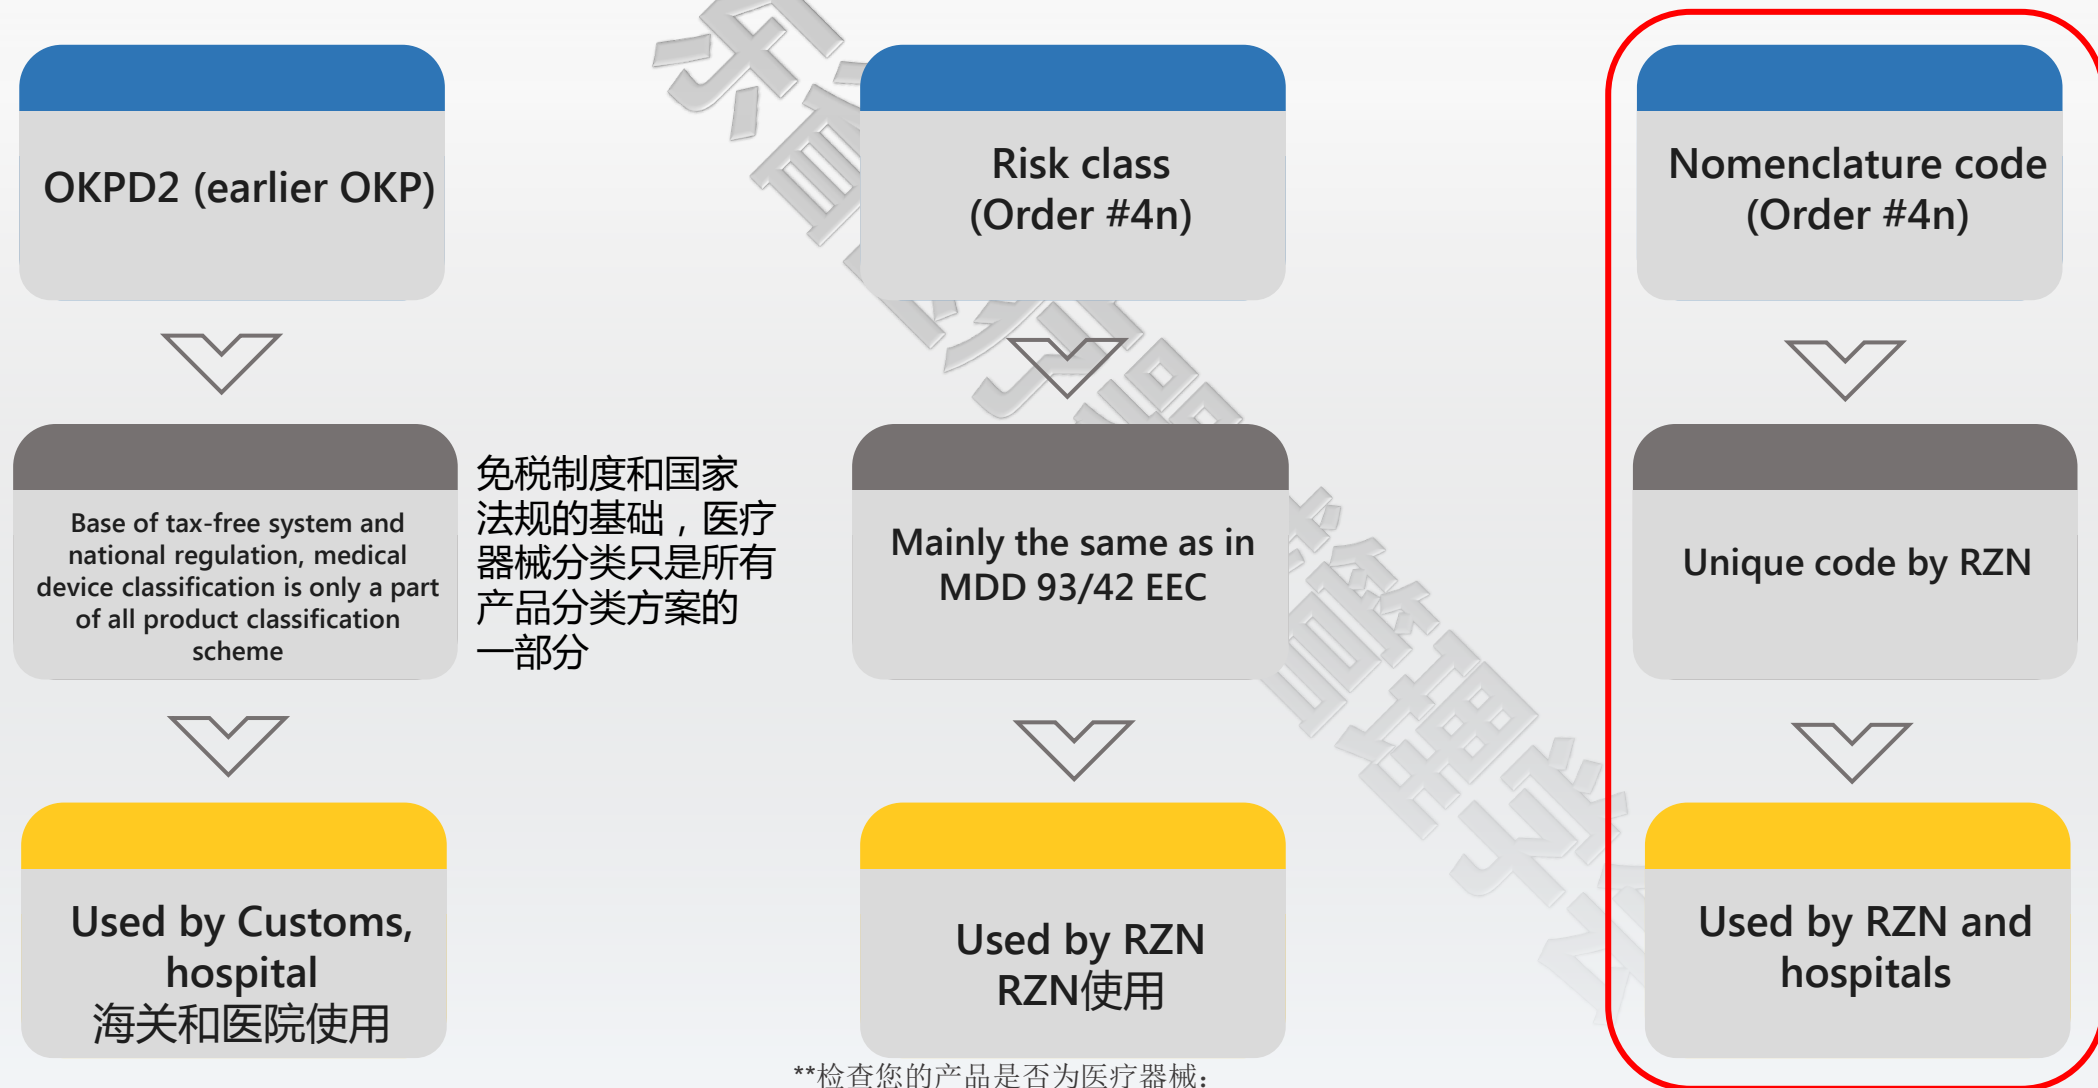 OKPD2 (earlier OKP)
Base of tax-free system and
national regulation, medical
device classification is only a part
of all product classification
scheme
免税制度和国家
法规的基础，医疗
器械分类只是所有
产品分类方案的
一部分
Used by Customs,
hospital
海关和医院使用
Risk class
(Order #4n)
Mainly the same as in
MDD 93/42 EEC
Used by RZN
RZN使用
Nomenclature code
(Order #4n)
Unique code by RZN
Used by RZN and
hospitals
**检查您的产品是否为医疗器械：